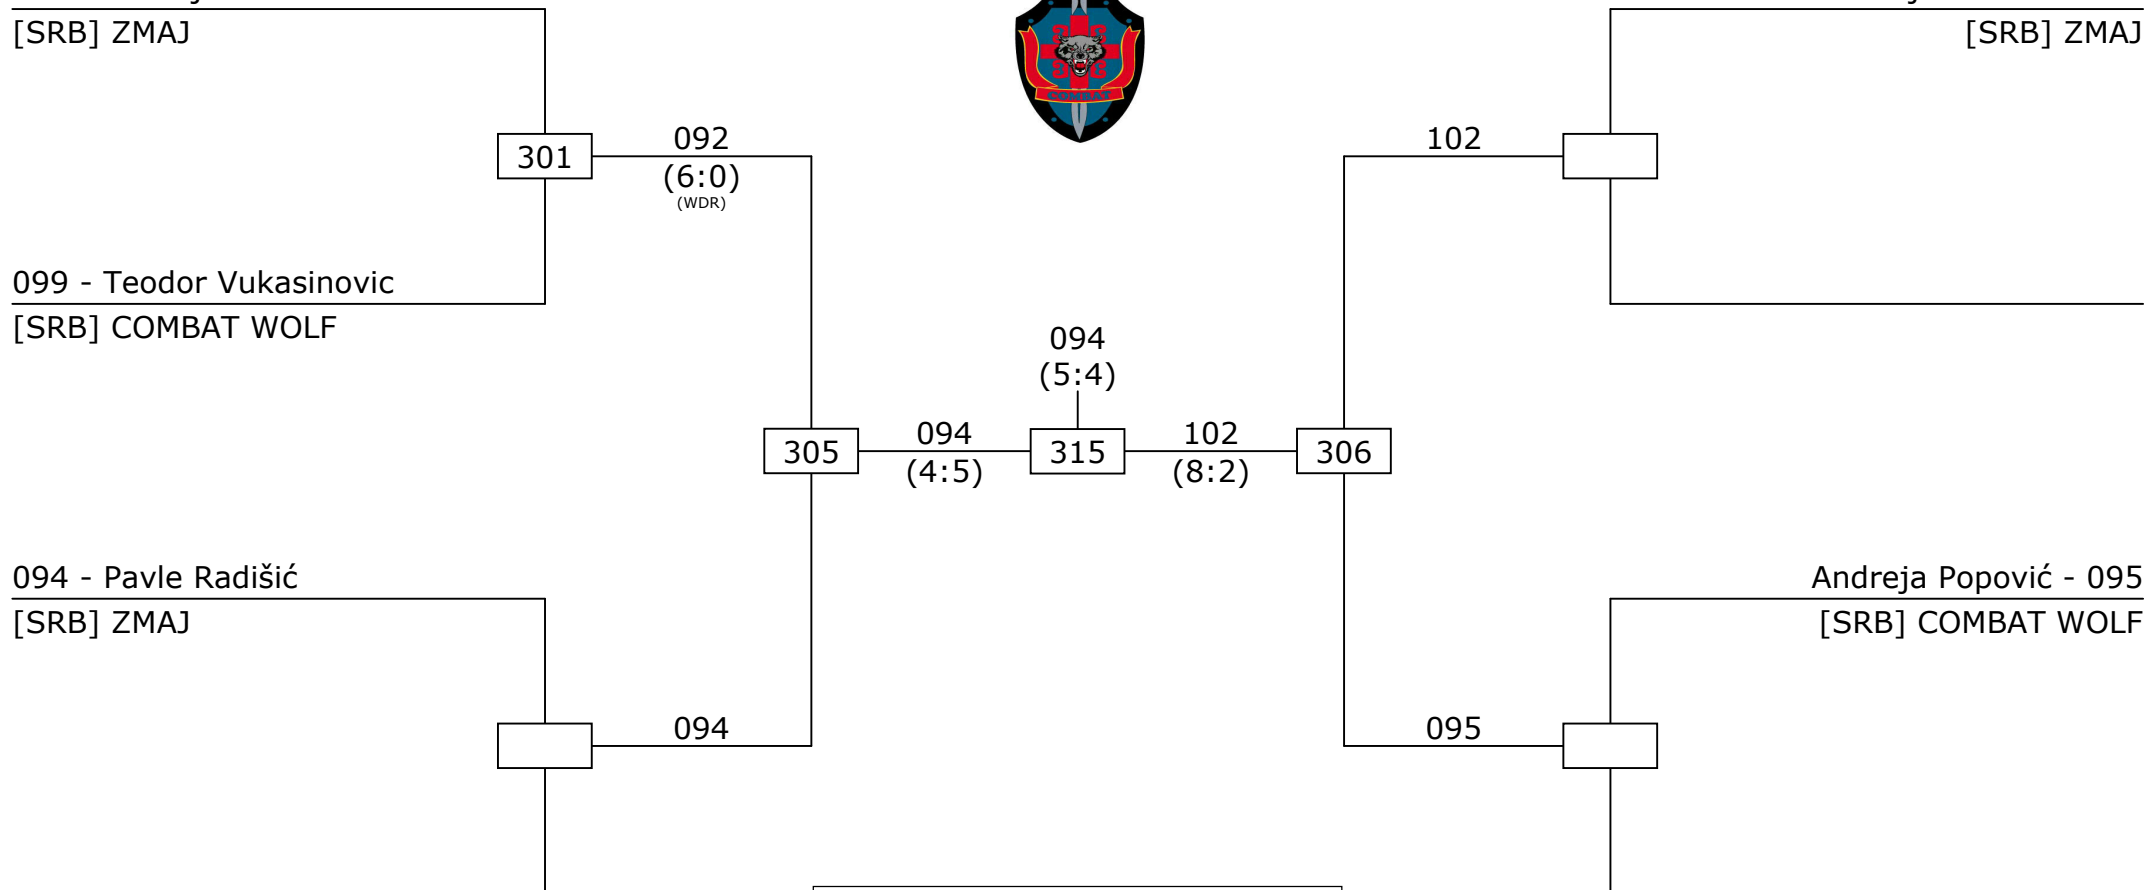 [SRB] ZMAJ
[SRB] ZMAJ
COMBAT
301
092
(6:0)
(WDR)
102
099 - Teodor Vukasinovic
[SRB] COMBAT WOLF
094
(5:4)
305
094
(4:5)
315
102
(8:2)
306
094 - Pavle Radišić
[SRB] ZMAJ
Andreja Popović - 095
[SRB] COMBAT WOLF
094
095